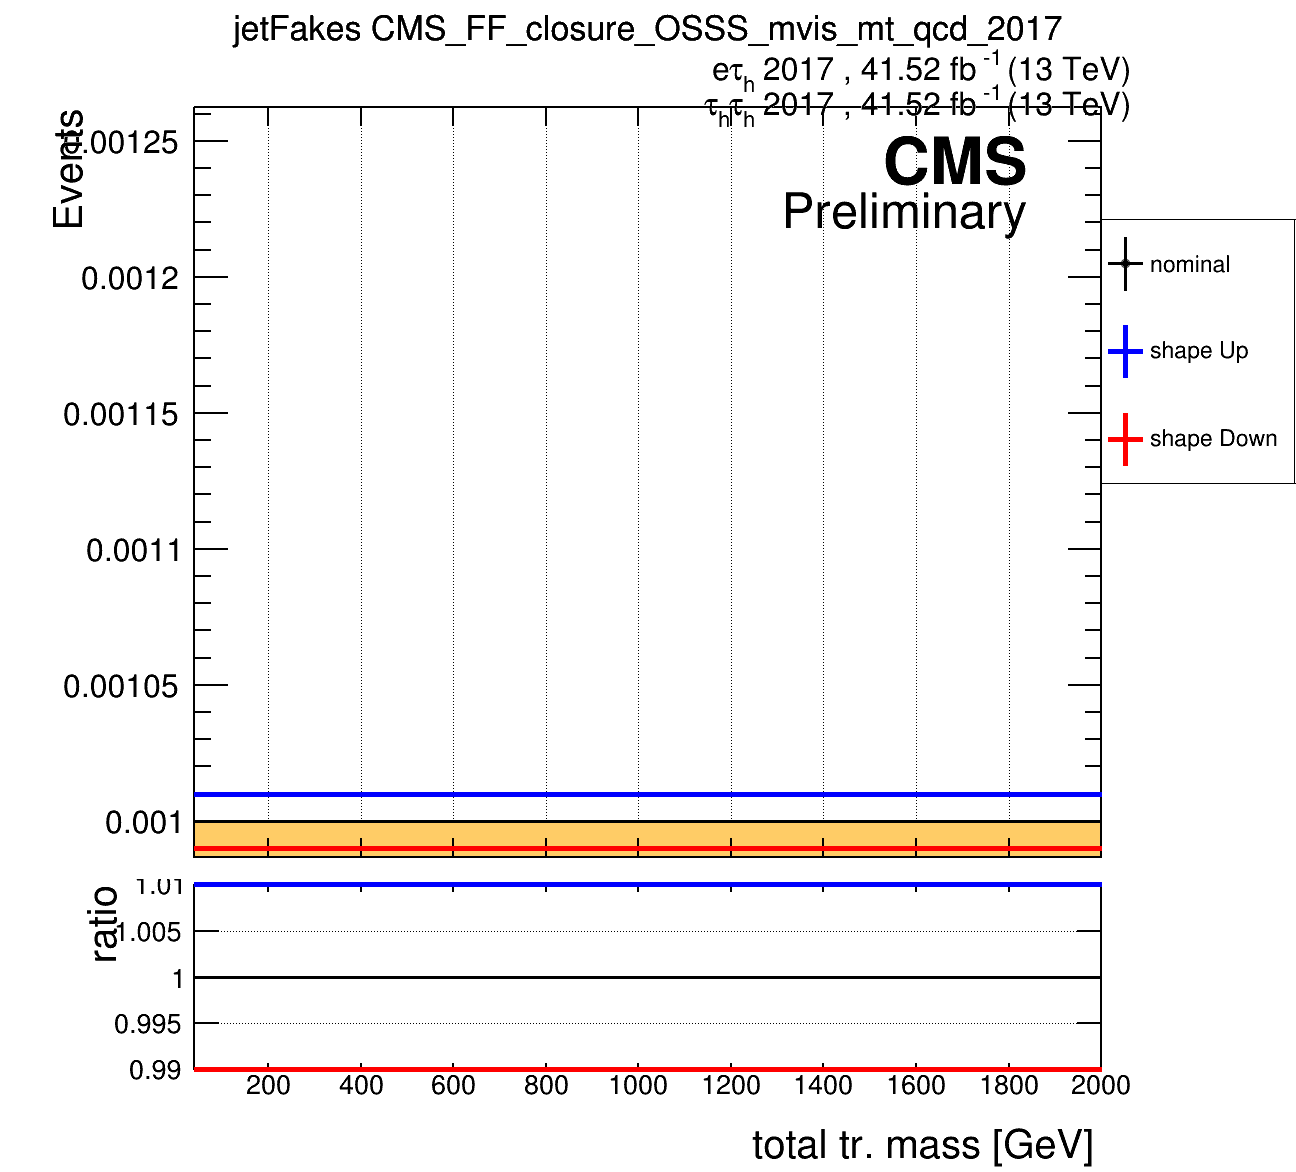 jetFakes CMS_FF_closure_OSSS_mvis_mt_qcd_2017
eτh 2017 , 41.52 fb -1 (13 TeV)
τhτh 2017 , 41.52 fb -1 (13 TeV)
CMS
Preliminary
Events
0.00125
0.0012
0.00115
0.0011
0.00105
0.001
nominal
shape Up
shape Down
ratio
1.01
1.005
1
0.995
0.99
200 400 600 800 1000 1200 1400 1600 1800 2000
total tr. mass [GeV]